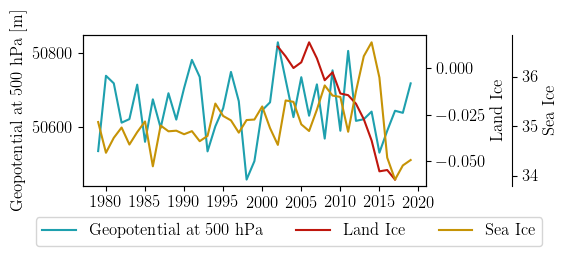 Geopotential at 500 hPa [m]
50800
50600
1980 1985 1990 1995 2000 2005 2010 2015 2020
0.000
−0.025
−0.050
Land Ice
36
35
34
Sea Ice
Geopotential at 500 hPa Land Ice Sea Ice